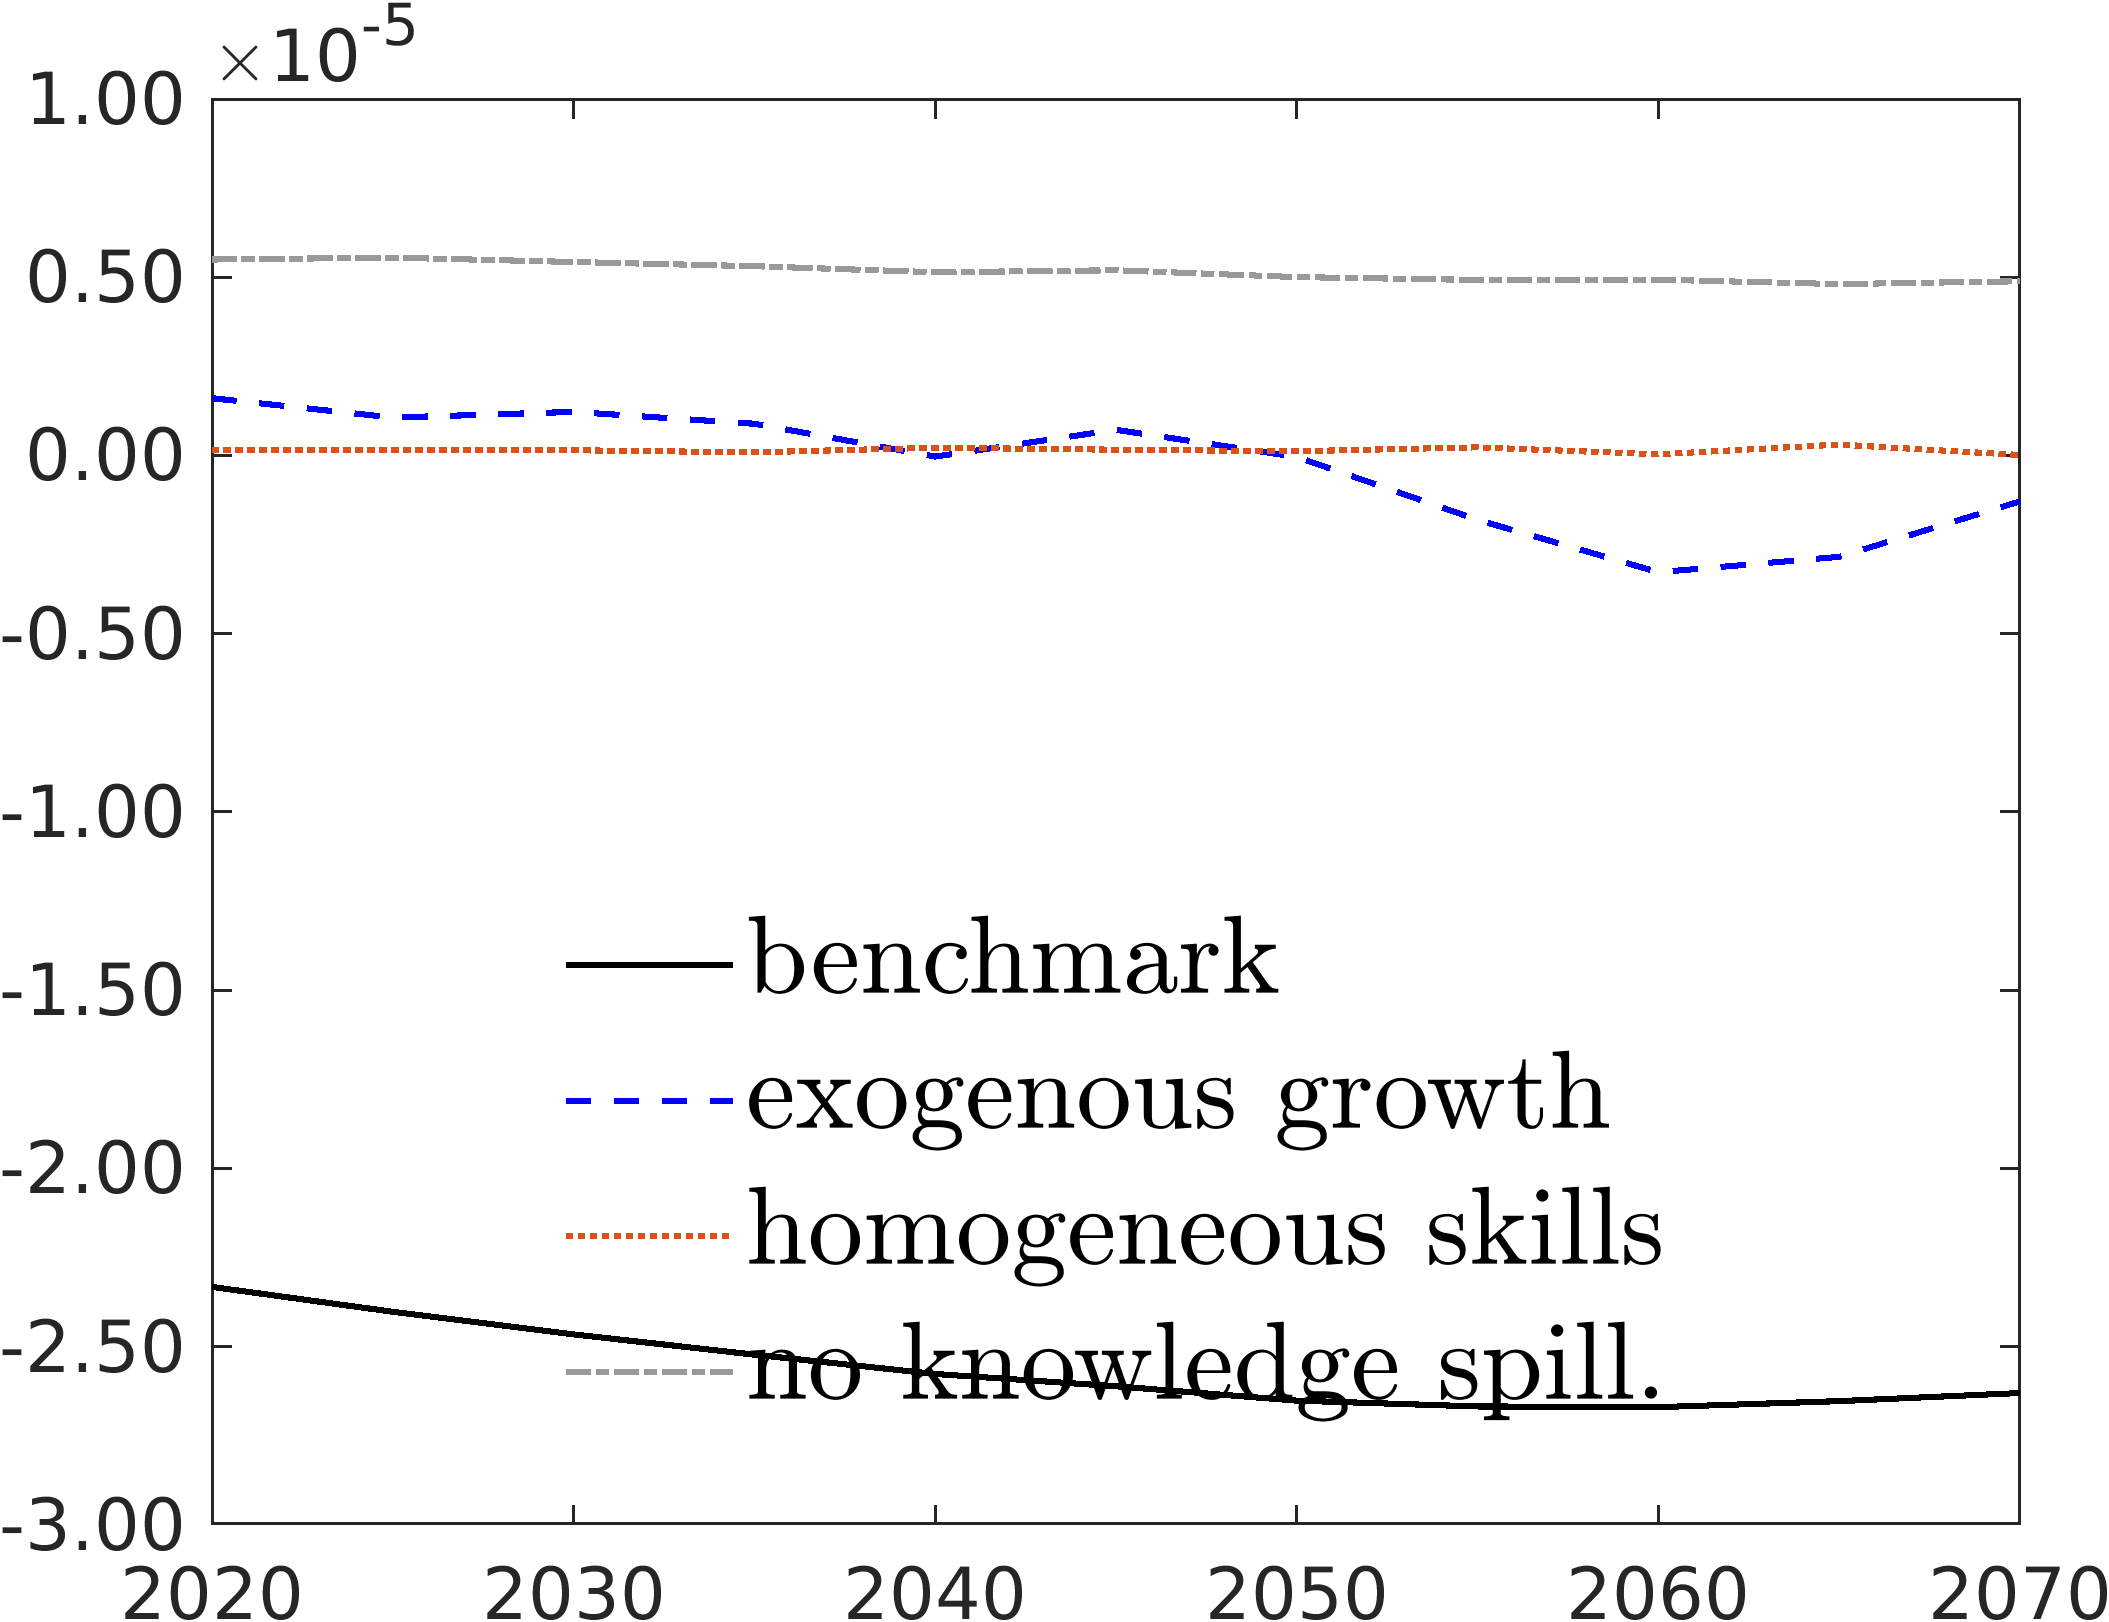 ×10-5
1.00
0.50
0.00
-0.50
-1.00
-1.50
-2.00
-2.50
-3.00
benchmark
exogenous growth
homogeneous skills
no knowledge spill.
2020 2030 2040 2050 2060 2070